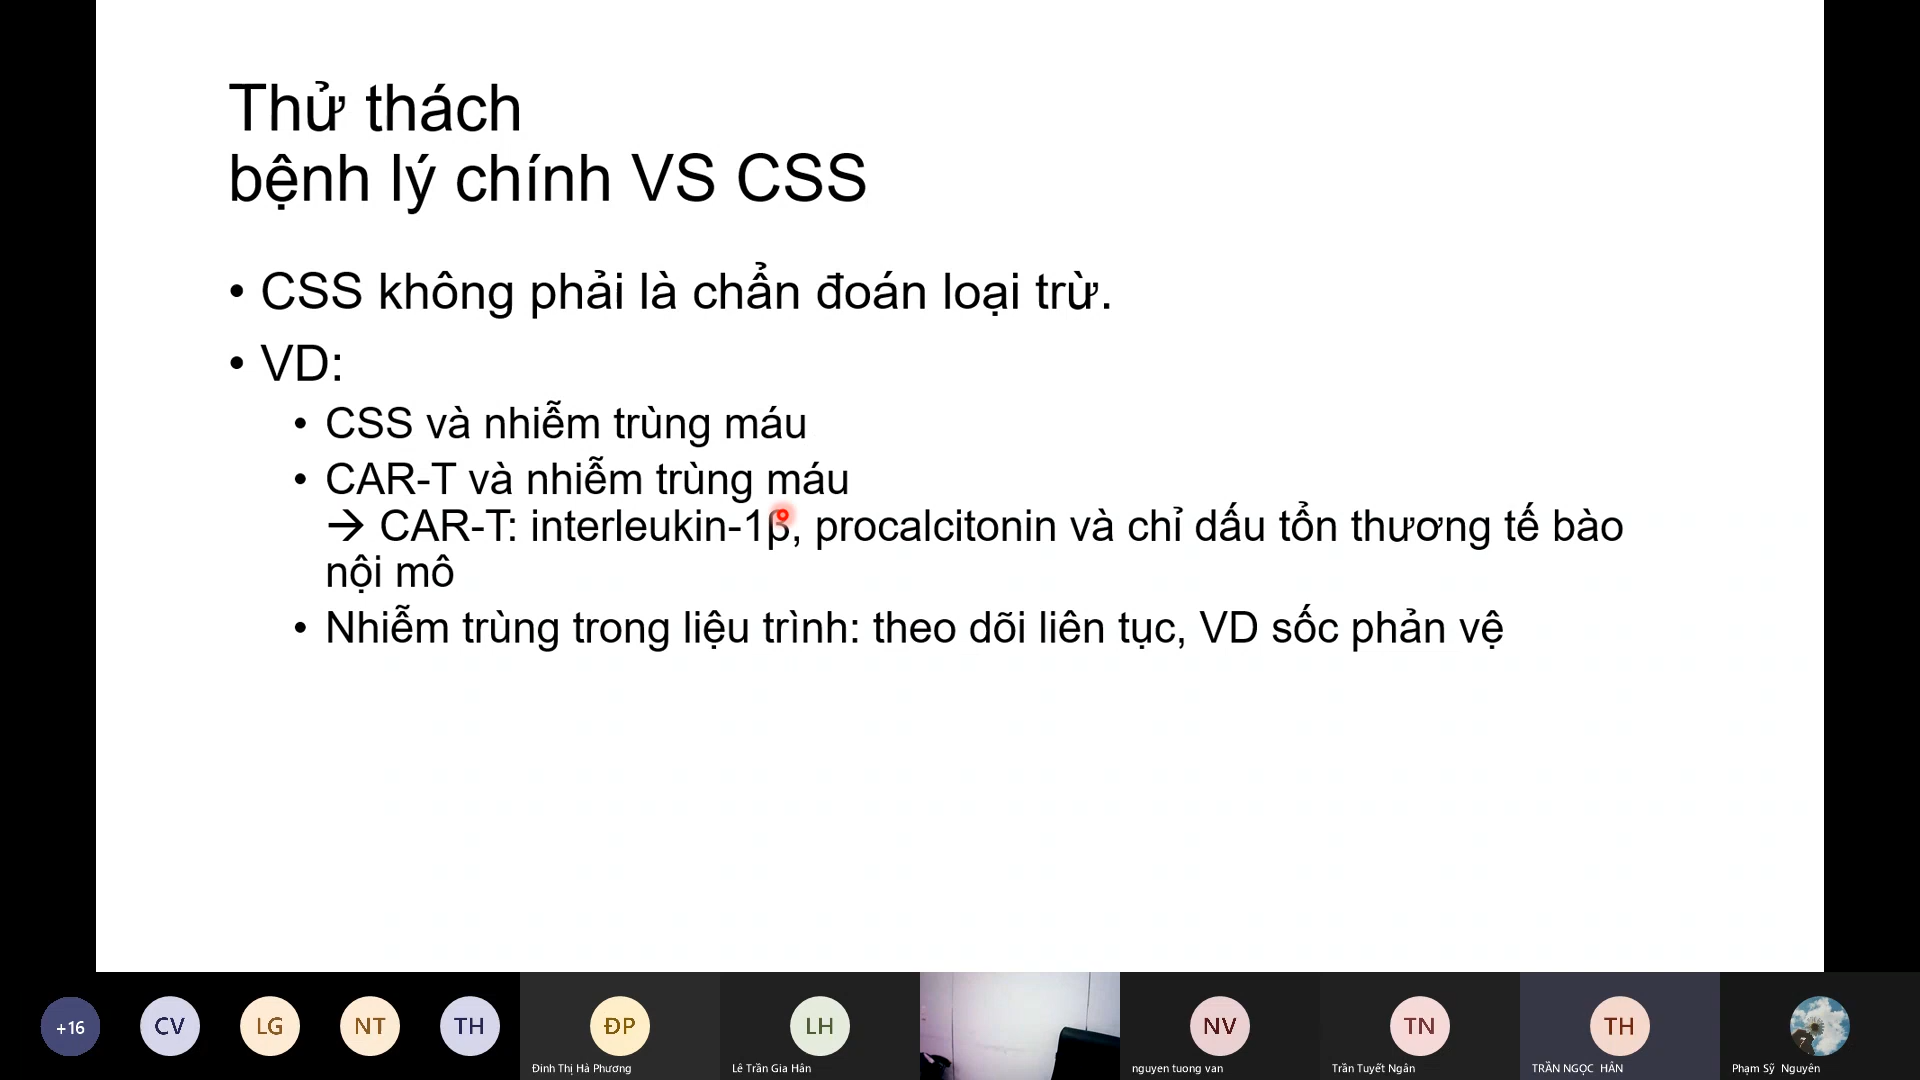 Thử thách
bệnh lý chính VS CSS
• CSS không phải là chẩn đoán loại trừ.
• VD:
• CSS và nhiễm trùng máu
• CAR-T và nhiễm trùng máu
→ CAR-T: interleukin-1β, procalcitonin và chỉ dấu tổn thương tế bào
nội mô
• Nhiễm trùng trong liệu trình: theo dõi liên tục, VD sốc phản vệ
+16 CV LG NT TH ĐP LH NV TN TH
Đinh Thị Hà Phương Lê Trần Gia Hân nguyen tuong van Trần Tuyết Ngân TRẦN NGỌC HÂN Phạm Sỹ Nguyên